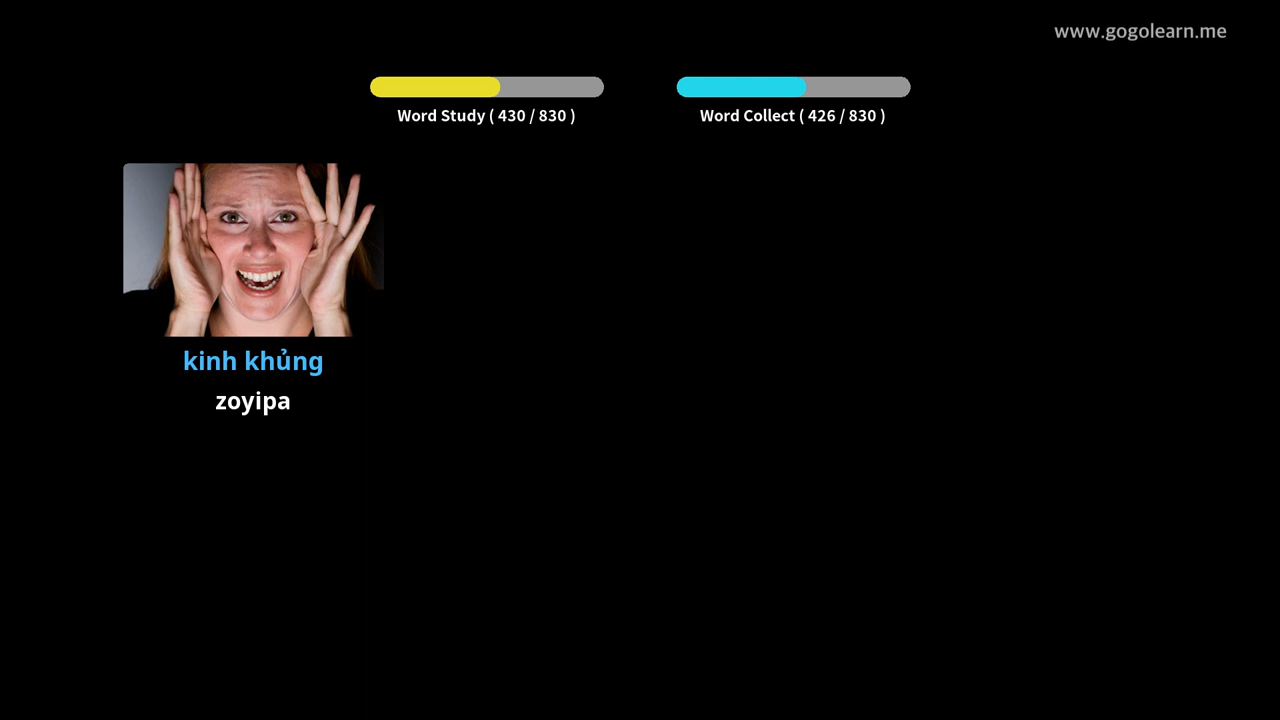 www.gogolearn.me
Word Study ( 430 / 830 )
Word Collect ( 426 / 830 )
kinh khủng
zoyipa